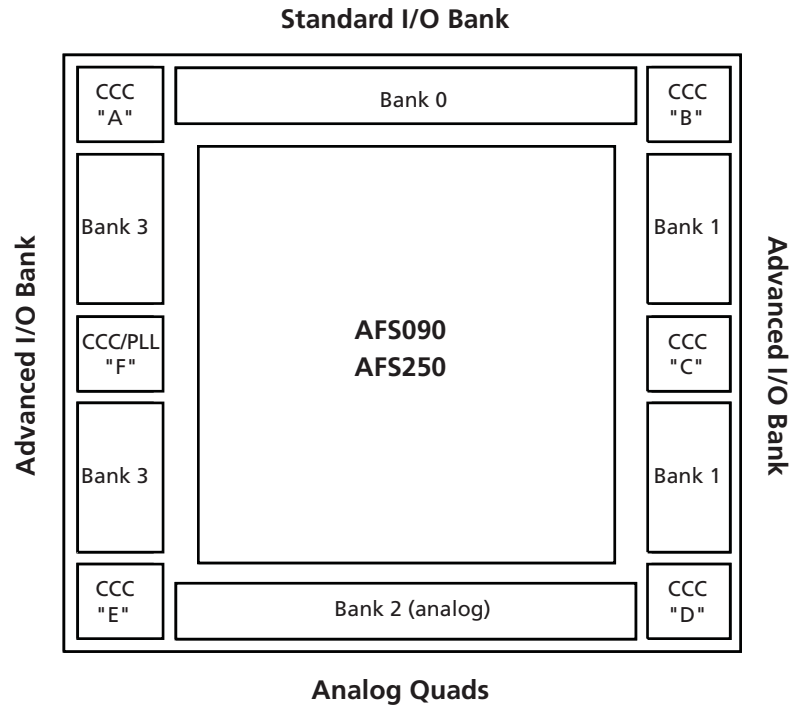 Standard I/O Bank
CCC
"A"
Bank 0
CCC
"B"
Bank 3
Bank 1
Advanced I/O Bank
CCC/PLL
"F"
AFS090
AFS250
CCC
"C"
Advanced I/O Bank
Bank 3
Bank 1
CCC
"E"
Bank 2 (analog)
CCC
"D"
Analog Quads